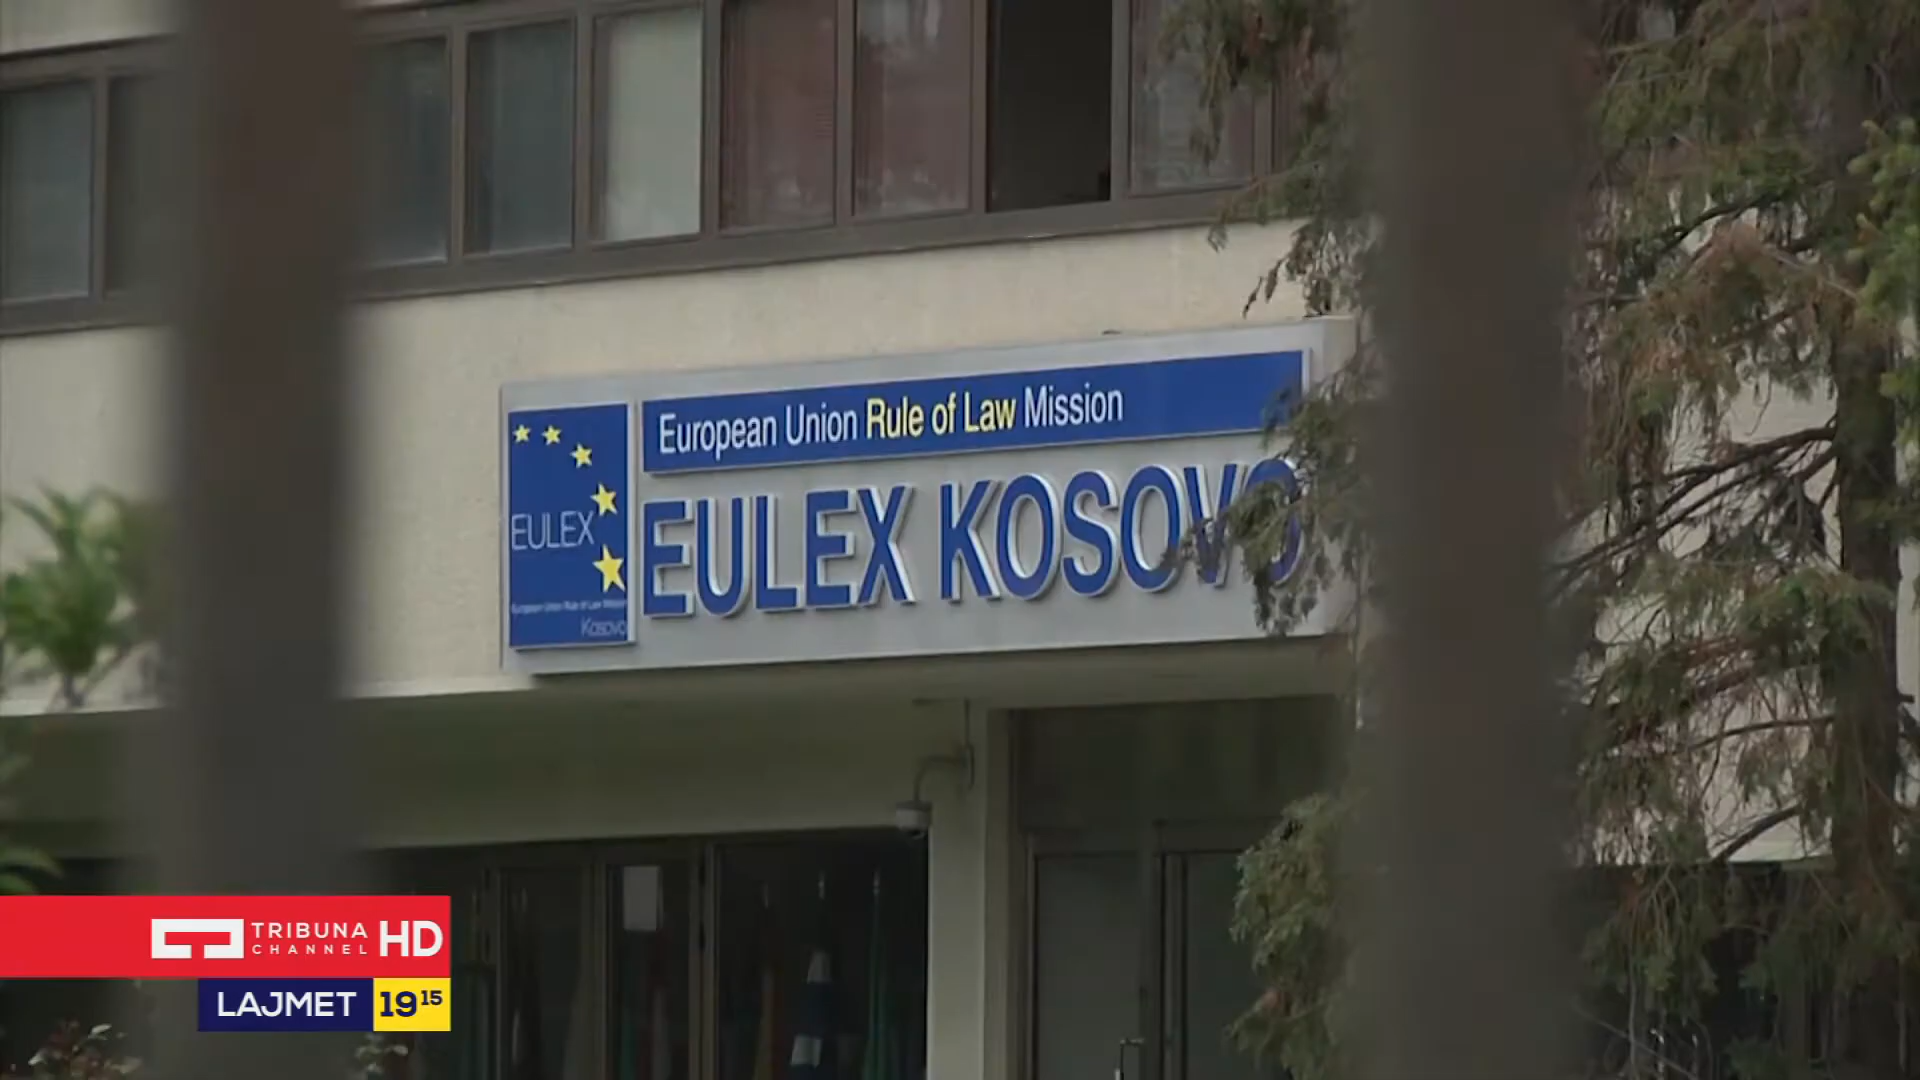 European Union Rule of Law Mission
EULEX KOSOVO
EULEX
European Union Rule of Law Mission
Kosovo
TRIBUNA
CHANNEL
HD
LAJMET 19 15